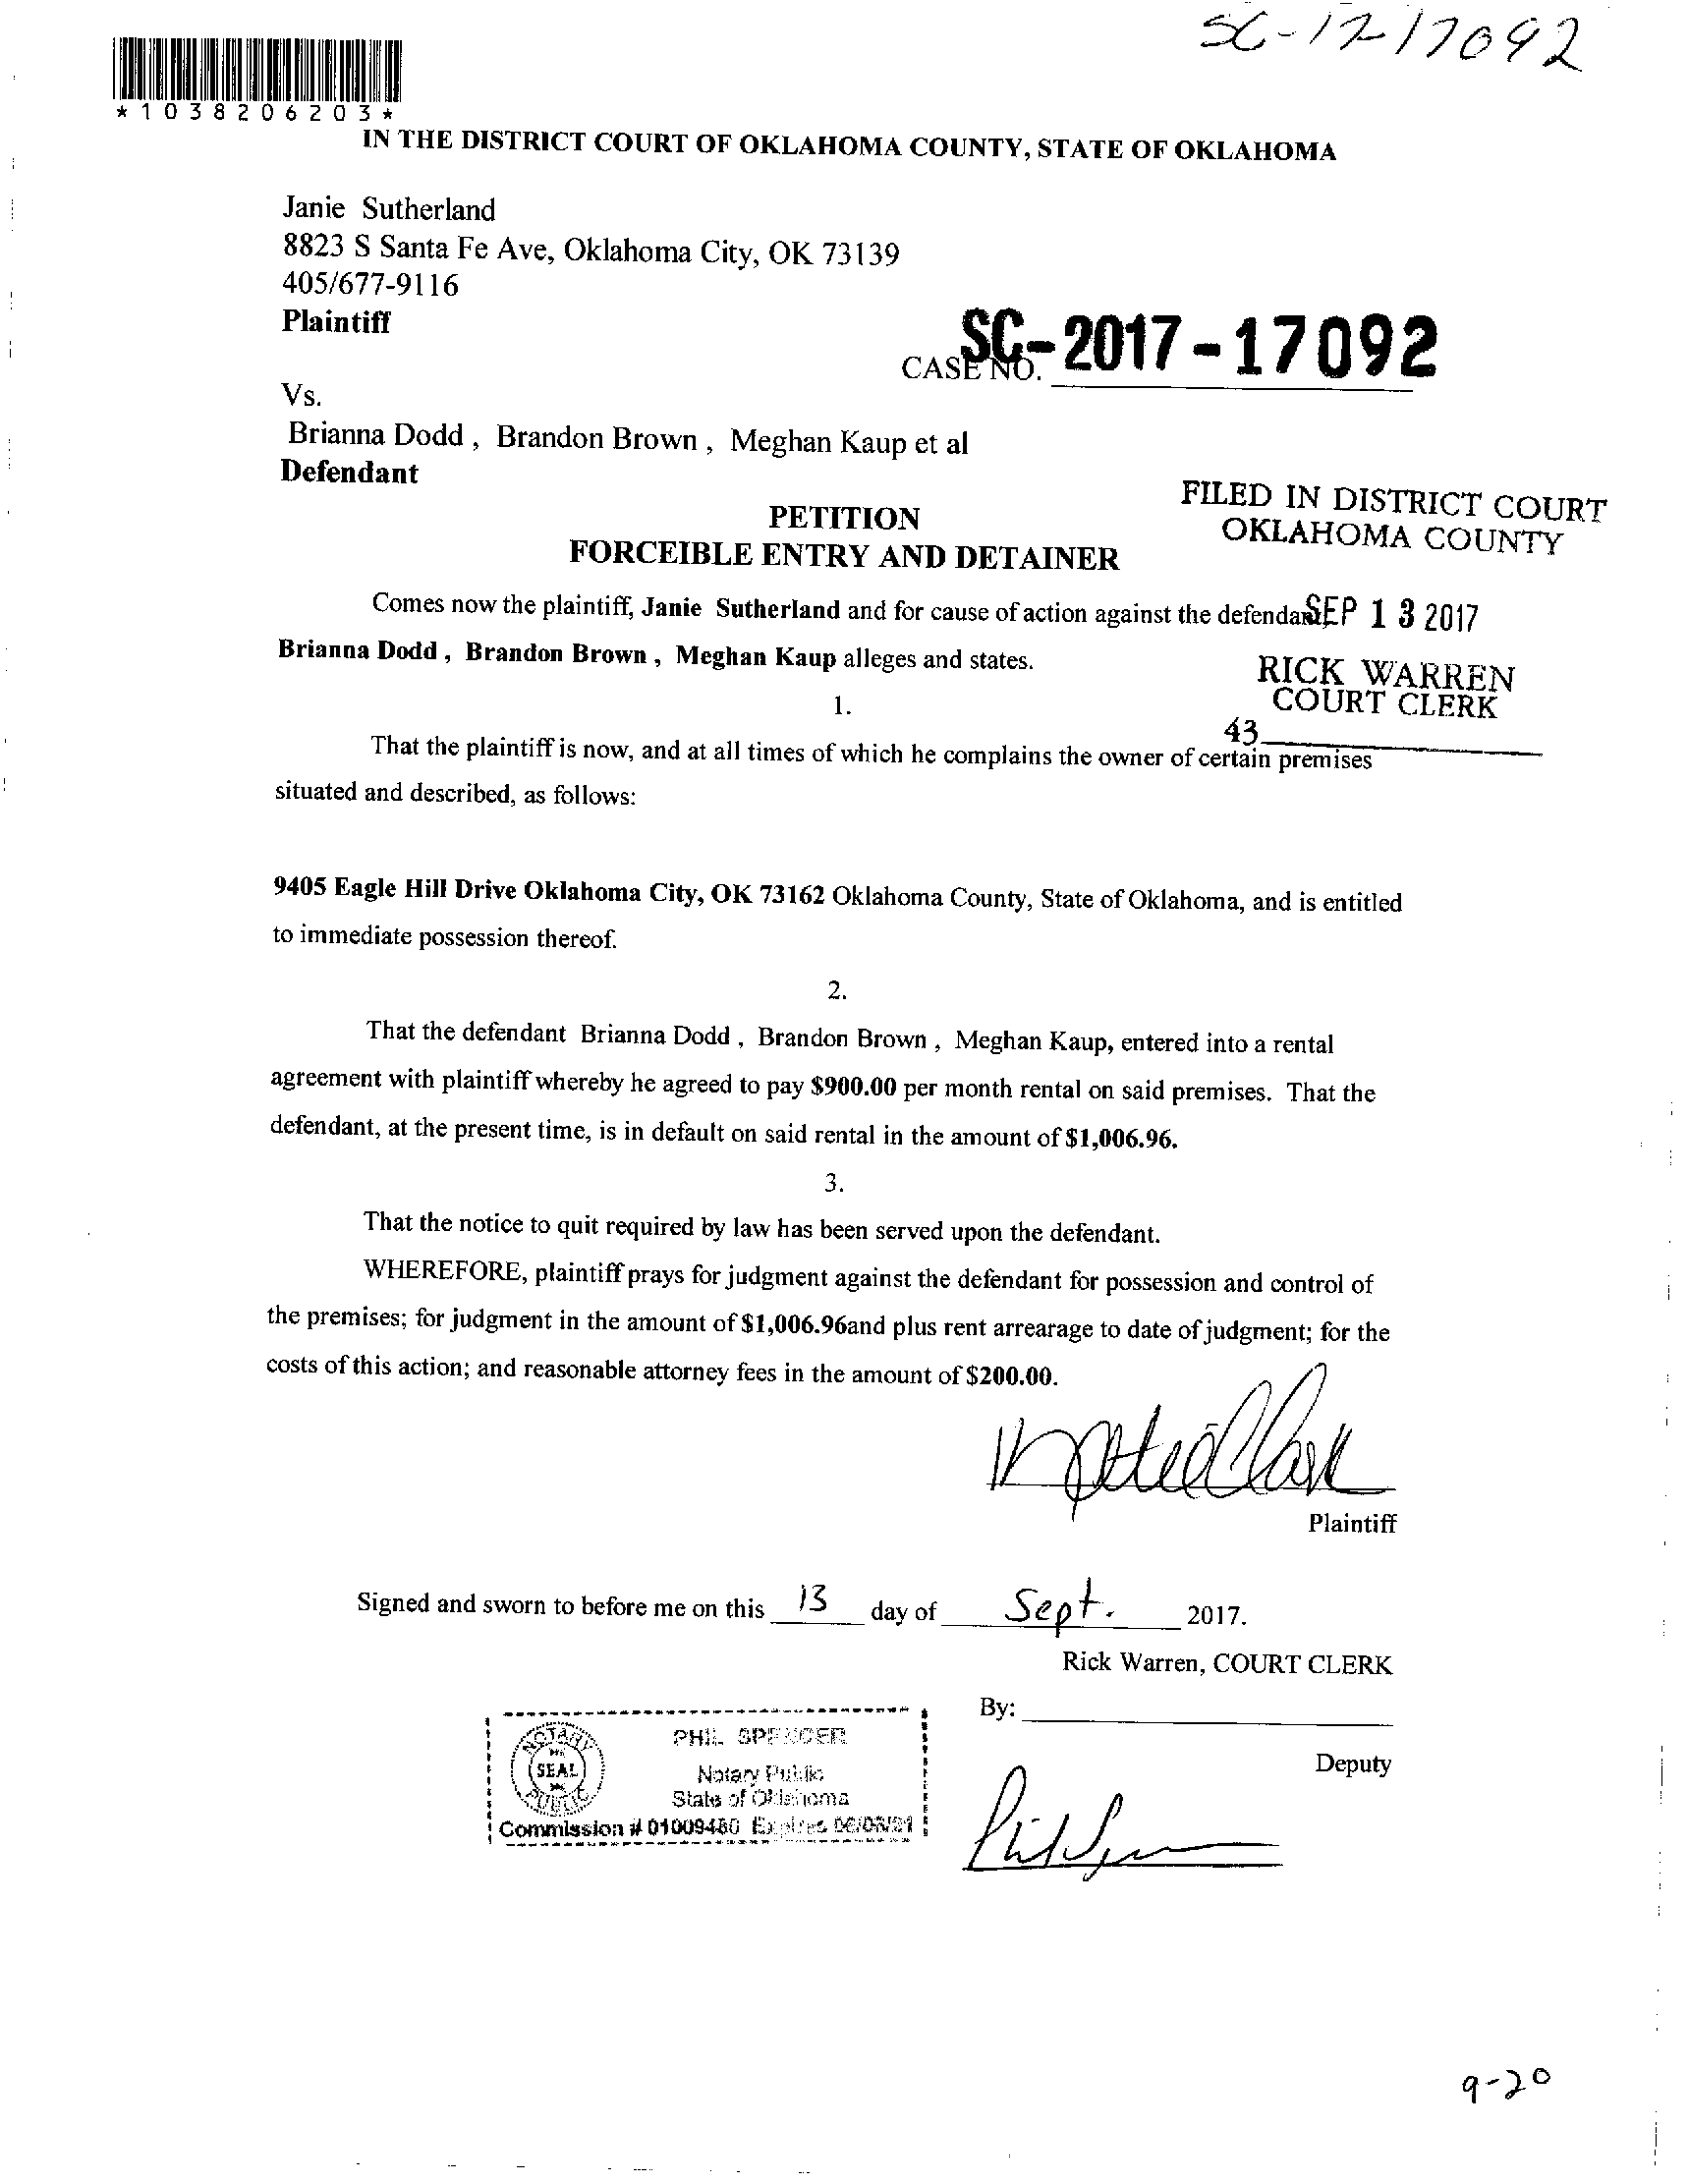 SC-17-17092
*1038206203*
IN THE DISTRICT COURT OF OKLAHOMA COUNTY, STATE OF OKLAHOMA
Janie Sutherland
8823 S Santa Fe Ave, Oklahoma City, OK 73139
405/677-9116
Plaintiff
CASE NO. SC-2017-17092
Vs.
Brianna Dodd , Brandon Brown , Meghan Kaup et al
Defendant
FILED IN DISTRICT COURT
OKLAHOMA COUNTY
PETITION
FORCEIBLE ENTRY AND DETAINER
Comes now the plaintiff, Janie Sutherland and for cause of action against the
SEP 13 2017
Brianna Dodd , Brandon Brown , Meghan Kaup alleges and states.
RICK WARREN
COURT CLERK
1.
43
That the plaintiff is now, and at all times of which he complains the owner of certain premises
situated and described, as follows:
9405 Eagle Hill Drive Oklahoma City, OK 73162 Oklahoma County, State of Oklahoma, and is entitled
to immediate possession thereof.
2.
That the defendant Brianna Dodd , Brandon Brown , Meghan Kaup, entered into a rental
agreement with plaintiff whereby he agreed to pay $900.00 per month rental on said premises. That the
defendant, at the present time, is in default on said rental in the amount of $1,006.96.
3.
That the notice to quit required by law has been served upon the defendant.
WHEREFORE, plaintiff prays for judgment against the defendant for possession and control of
the premises; for judgment in the amount of $1,006.96and plus rent arrearage to date of judgment; for the
costs of this action; and reasonable attorney fees in the amount of $200.00.
Plaintiff
Signed and sworn to before me on this 13 day of Sept. 2017.
Rick Warren, COURT CLERK
By:
Deputy
NOTARY
SEAL
PUBLIC
PHIL SPENCER
Notary Public
State of Oklahoma
Commission # 01009480 Expires 06/08/21
9-20